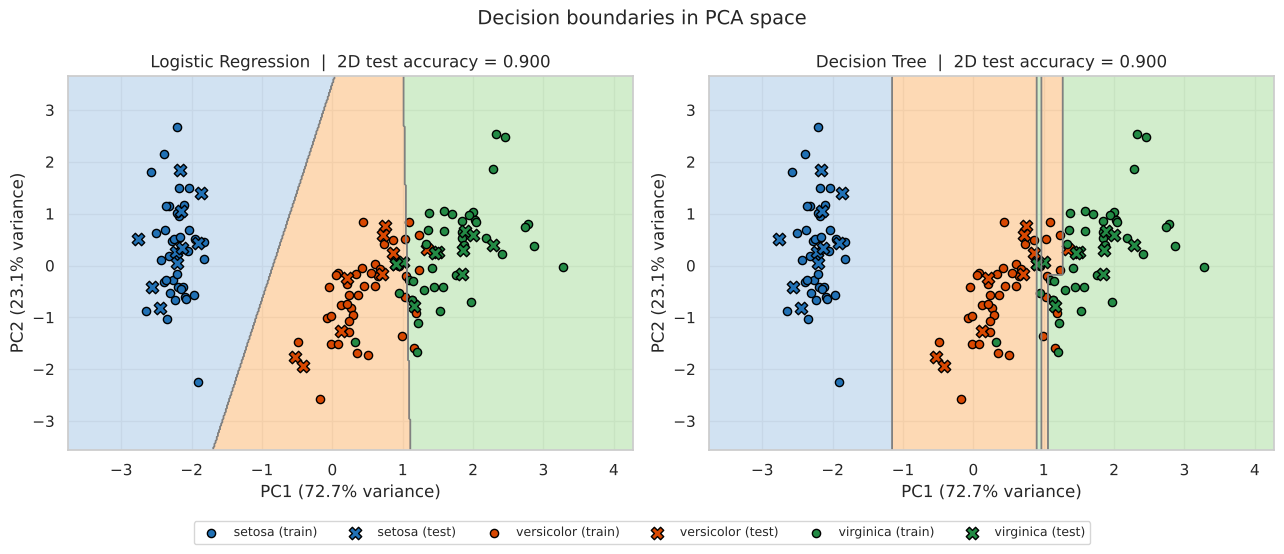 Decision boundaries in PCA space
Logistic Regression | 2D test accuracy = 0.900
Decision Tree | 2D test accuracy = 0.900
PC2 (23.1% variance)
3
2
1
0
−1
−2
−3
−3
−2
−1
0
1
2
3
4
PC1 (72.7% variance)
PC2 (23.1% variance)
3
2
1
0
−1
−2
−3
−3
−2
−1
0
1
2
3
4
PC1 (72.7% variance)
setosa (train)
setosa (test)
versicolor (train)
versicolor (test)
virginica (train)
virginica (test)